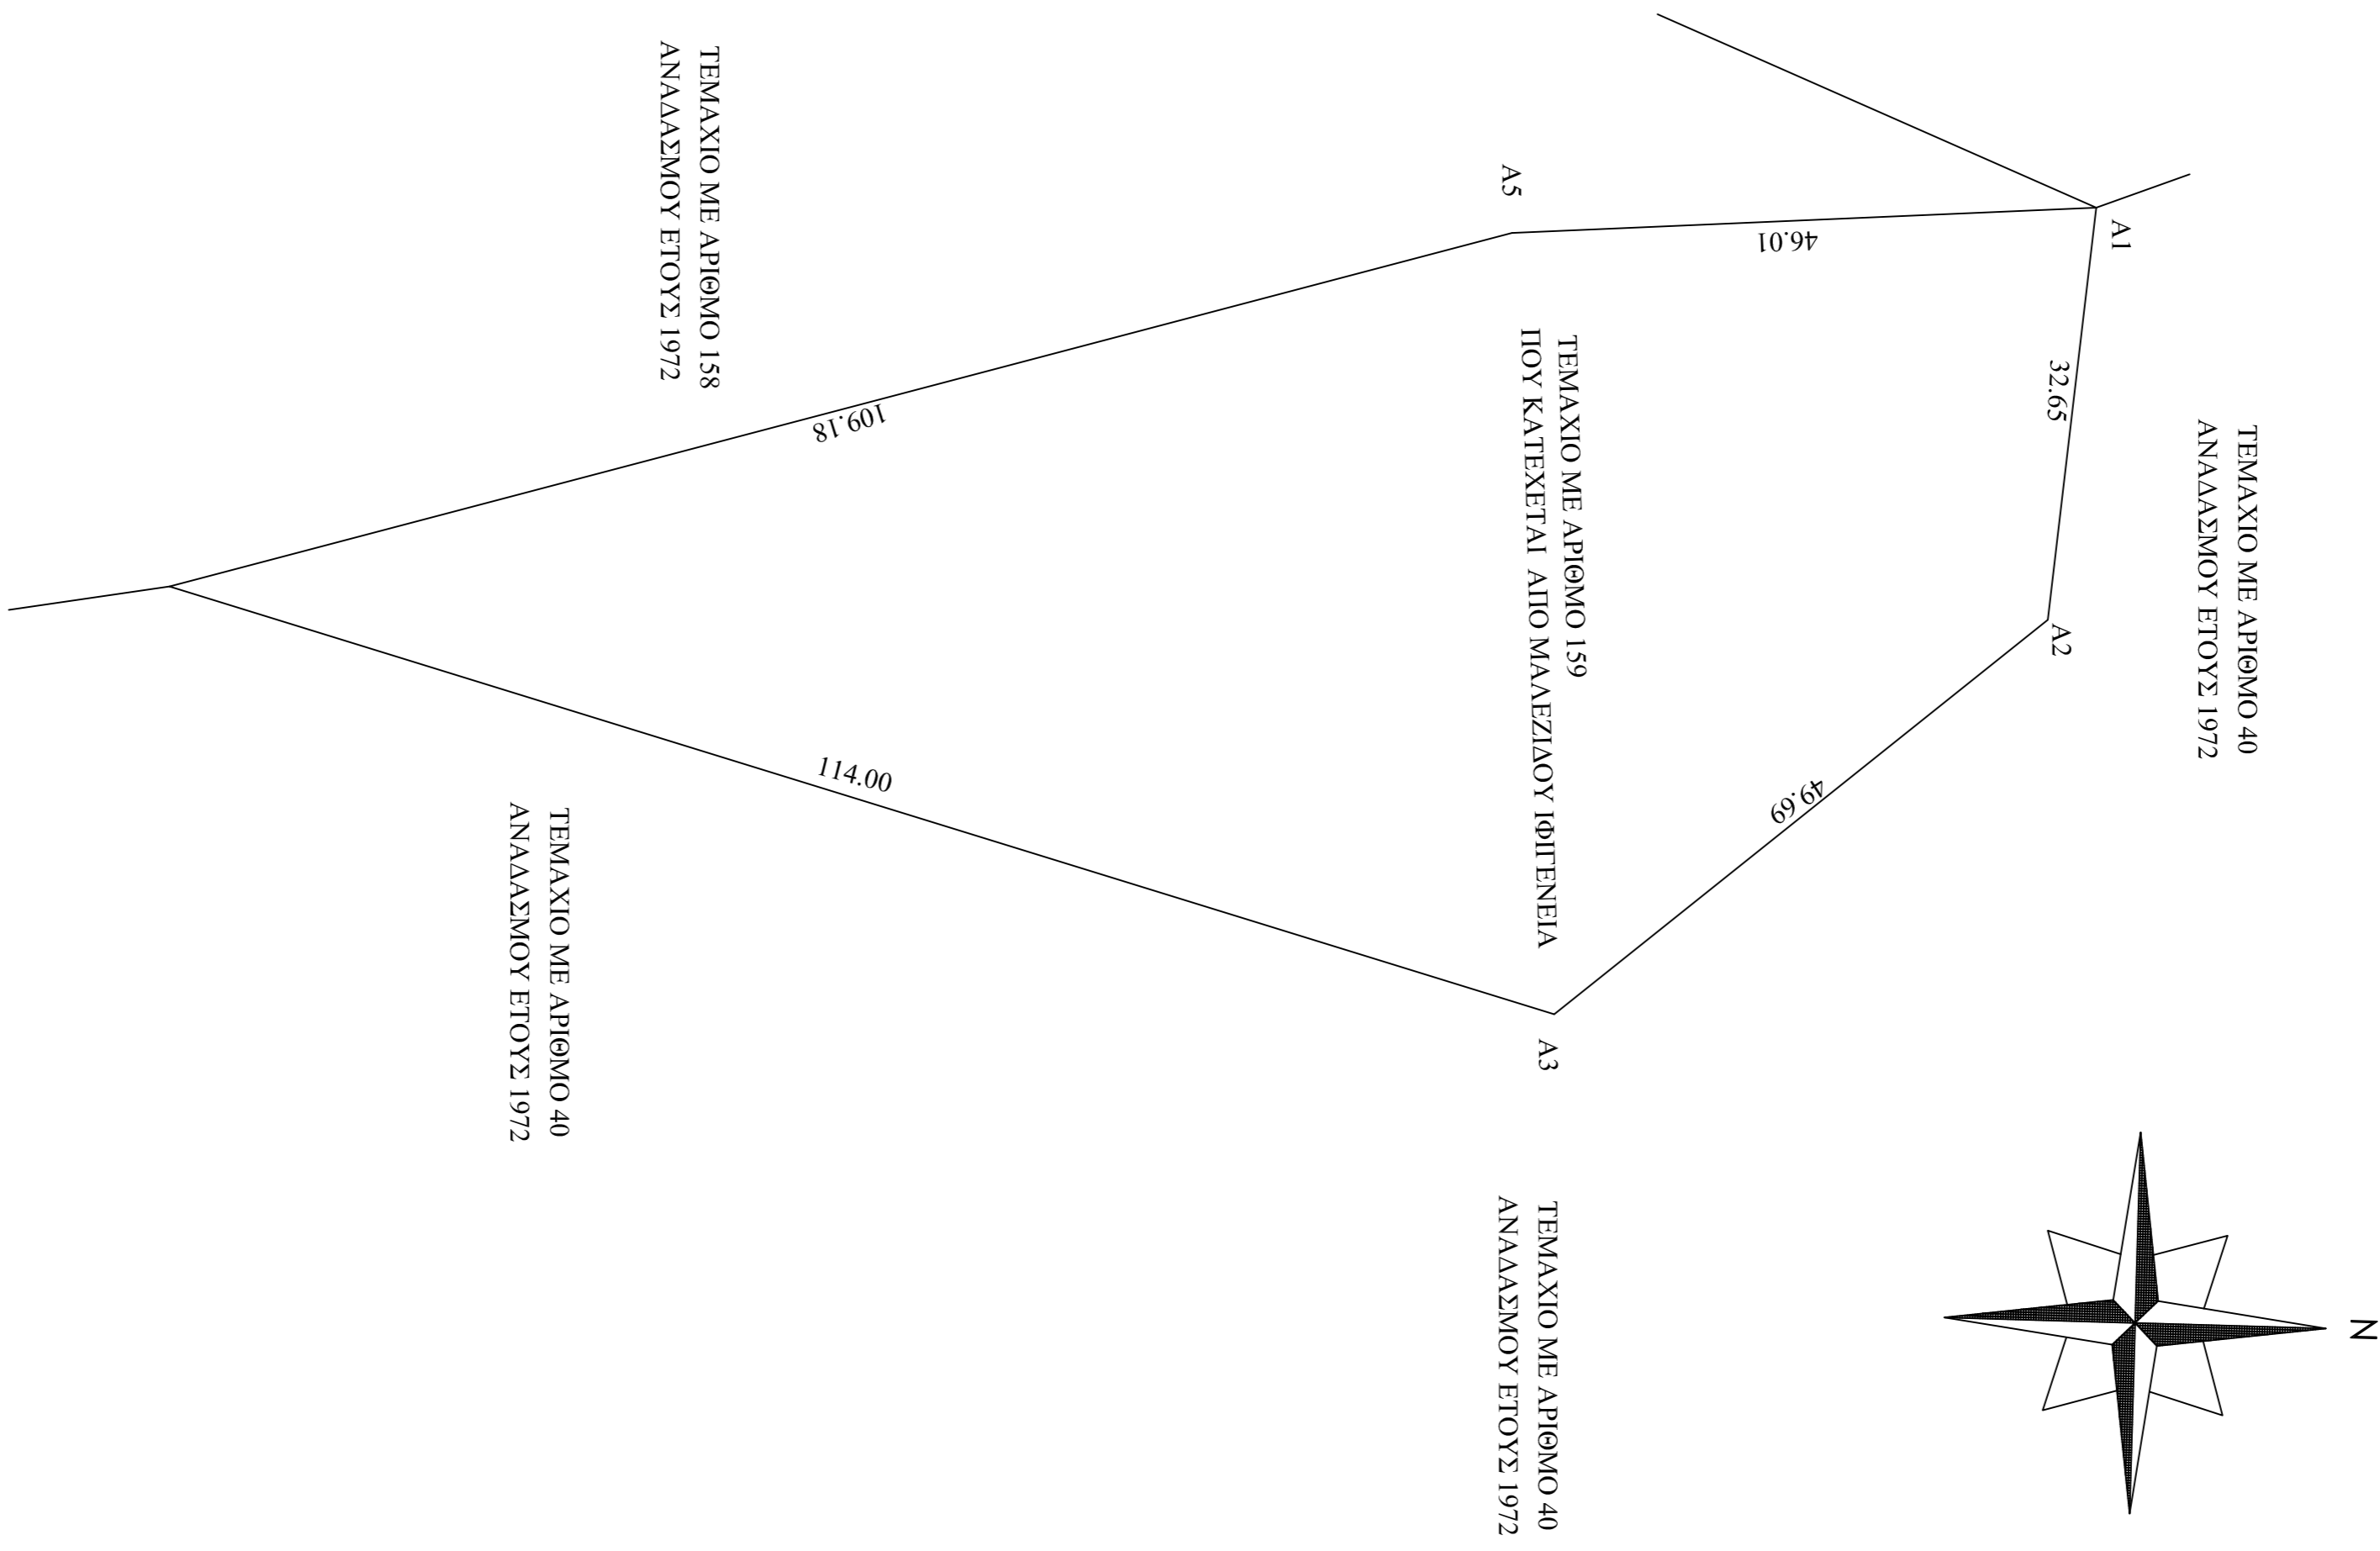 N
ΤΕΜΑΧΙΟ ΜΕ ΑΡΙΘΜΟ 40
ΑΝΑΔΑΣΜΟΥ ΕΤΟΥΣ 1972
Α1
32.65
Α2
46.01
49.69
Α5
ΤΕΜΑΧΙΟ ΜΕ ΑΡΙΘΜΟ 159
ΠΟΥ ΚΑΤΕΧΕΤΑΙ ΑΠΟ ΜΑΛΕΖΙΔΟΥ ΙΦΙΓΕΝΕΙΑ
Α3
ΤΕΜΑΧΙΟ ΜΕ ΑΡΙΘΜΟ 40
ΑΝΑΔΑΣΜΟΥ ΕΤΟΥΣ 1972
109.18
114.00
ΤΕΜΑΧΙΟ ΜΕ ΑΡΙΘΜΟ 158
ΑΝΑΔΑΣΜΟΥ ΕΤΟΥΣ 1972
ΤΕΜΑΧΙΟ ΜΕ ΑΡΙΘΜΟ 40
ΑΝΑΔΑΣΜΟΥ ΕΤΟΥΣ 1972